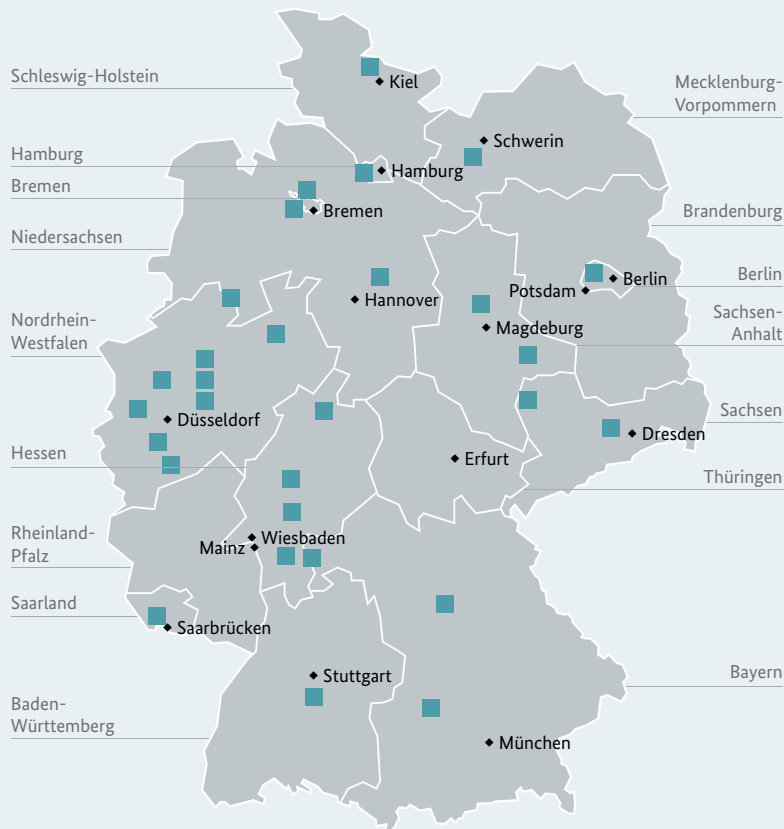 Schleswig-Holstein
Kiel
Mecklenburg-
Vorpommern
Schwerin
Hamburg
Hamburg
Bremen
Bremen
Brandenburg
Niedersachsen
Berlin
Berlin
Potsdam
Hannover
Nordrhein-
Westfalen
Magdeburg
Sachsen-
Anhalt
Düsseldorf
Sachsen
Dresden
Hessen
Erfurt
Thüringen
Rheinland-
Pfalz
Wiesbaden
Mainz
Saarland
Saarbrücken
Stuttgart
Bayern
Baden-
Württemberg
München